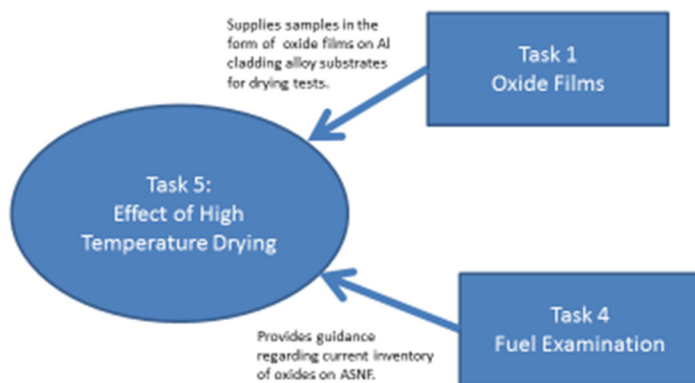 Supplies samples in the
form of oxide films on Al
cladding alloy substrates
for drying tests.
Task 1
Oxide Films
Task 5:
Effect of High
Temperature Drying
Task 4
Fuel Examination
Provides guidance
regarding current inventory
of oxides on ASNF.